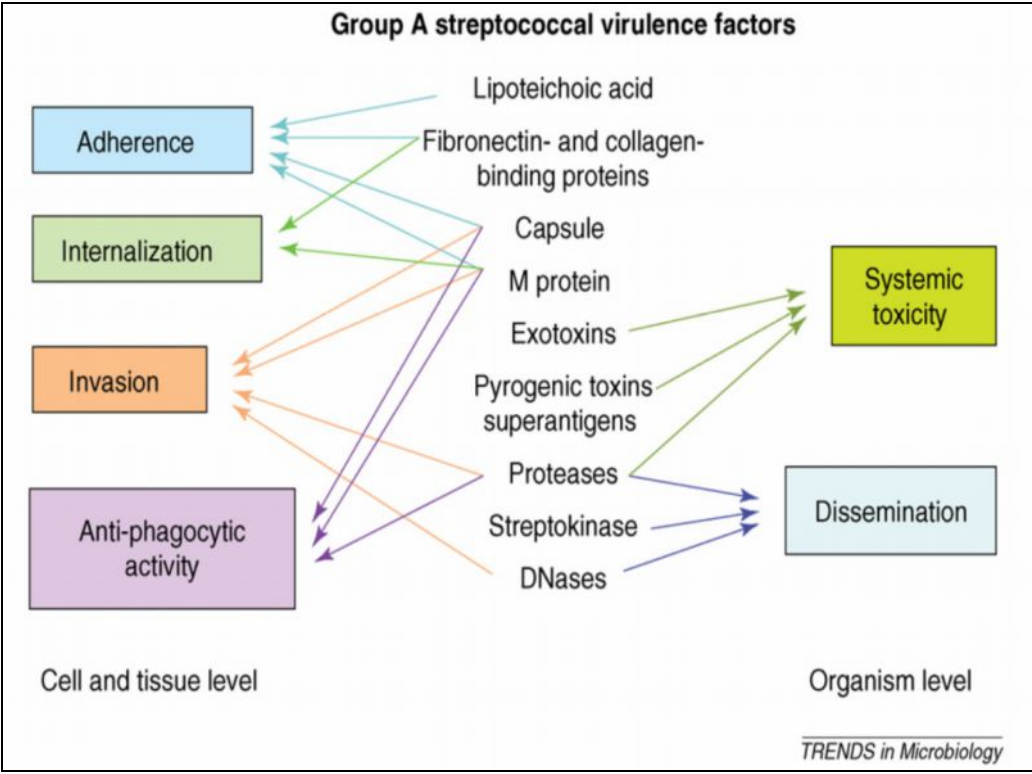 Group A streptococcal virulence factors
Lipoteichoic acid
Adherence
Fibronectin- and collagen-
binding proteins
Capsule
Internalization
M protein
Systemic
toxicity
Exotoxins
Invasion
Pyrogenic toxins
superantigens
Proteases
Anti-phagocytic
activity
Streptokinase
Dissemination
DNases
Cell and tissue level
Organism level
TRENDS in Microbiology